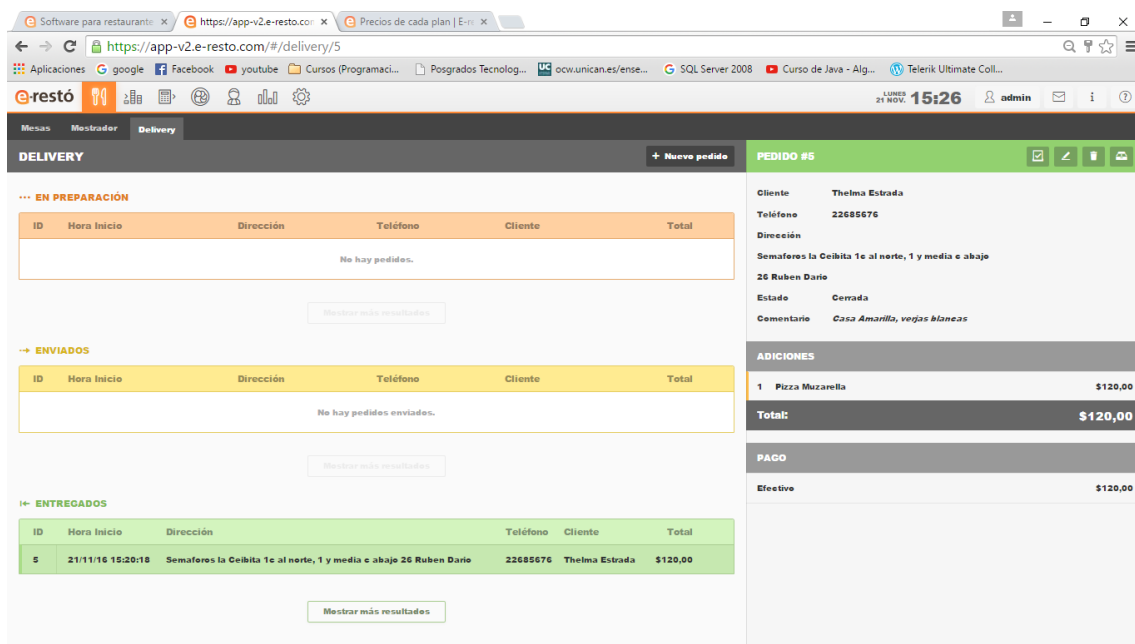 Software para restaurante
https://app-v2.e-resto.con
Precios de cada plan | E-re
https://app-v2.e-resto.com/#/delivery/5
Aplicaciones google Facebook youtube Cursos (Programaci... Posgrados Tecnolog... ocw.unican.es/ense... SQL Server 2008 Curso de Java - Alg... Telerik Ultimate Coll...
e-restó
LUNES
21 NOV. 15:26 admin
Mesas Mostrador Delivery
DELIVERY + Nuevo pedido
EN PREPARACIÓN
ID Hora Inicio Dirección Teléfono Cliente Total
No hay pedidos.
Mostrar más resultados
ENVIADOS
ID Hora Inicio Dirección Teléfono Cliente Total
No hay pedidos enviados.
Mostrar más resultados
ENTREGADOS
ID Hora Inicio Dirección Teléfono Cliente Total
5 21/11/16 15:20:18 Semaforos la Ceibita 1c al norte, 1 y media c abajo 26 Ruben Dario 22685676 Thelma Estrada $120,00
Mostrar más resultados
PEDIDO #5
Cliente Thelma Estrada
Teléfono 22685676
Dirección
Semaforos la Ceibita 1c al norte, 1 y media c abajo
26 Ruben Dario
Estado Cerrada
Comentario Casa Amarilla, verjas blancas
ADICIONES
1 Pizza Muzarella $120,00
Total: $120,00
PAGO
Efectivo $120,00